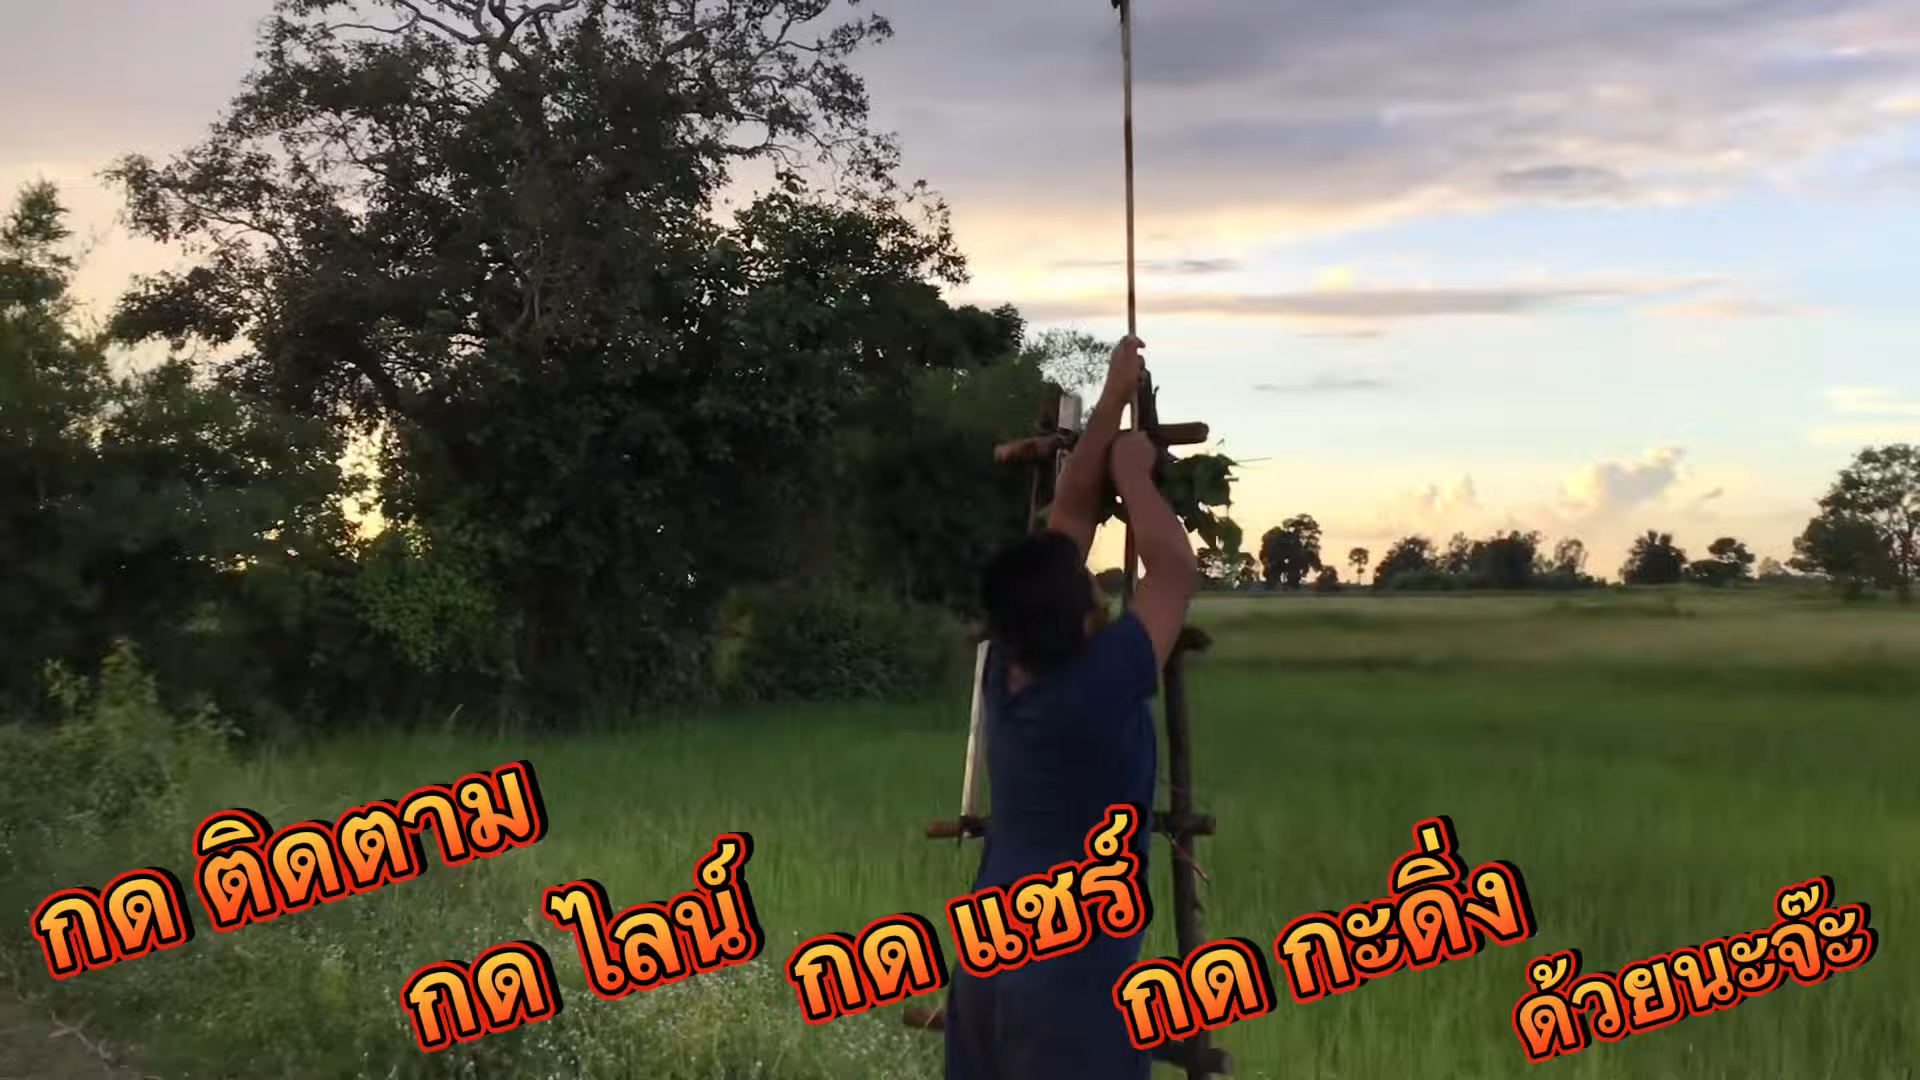 กด ติดตาม
กด ไลน์
กด แชร์
กด กะดิ่ง
ด้วยนะจ๊ะ